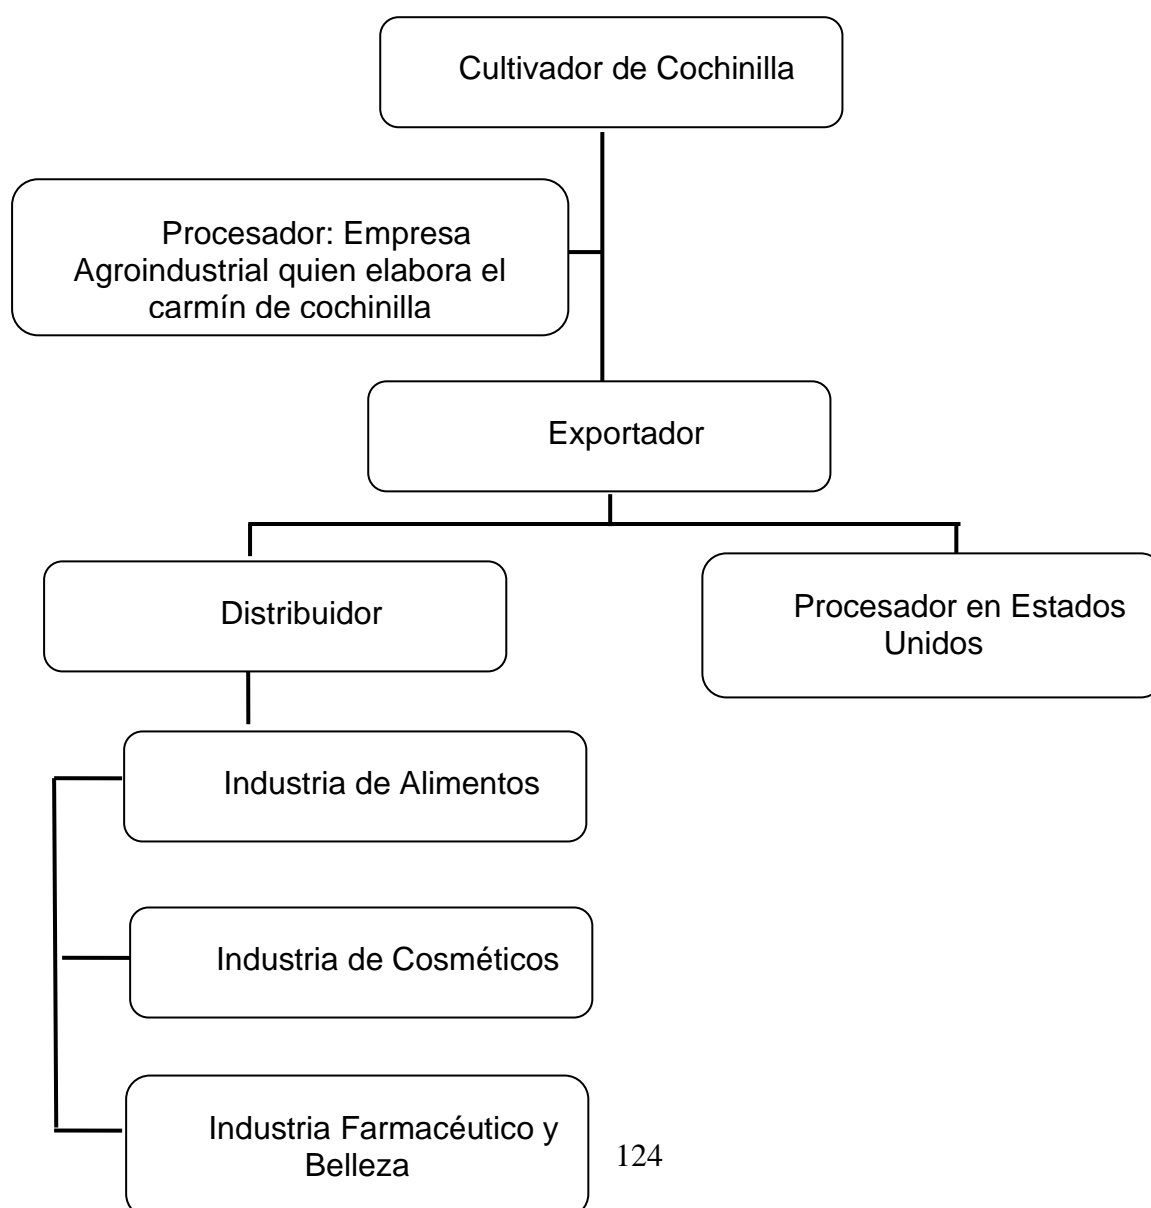 Cultivador de Cochinilla
Procesador: Empresa
Agroindustrial quien elabora el
carmín de cochinilla
Exportador
Distribuidor
Procesador en Estados
Unidos
Industria de Alimentos
Industria de Cosméticos
Industria Farmacéutico y
Belleza
124